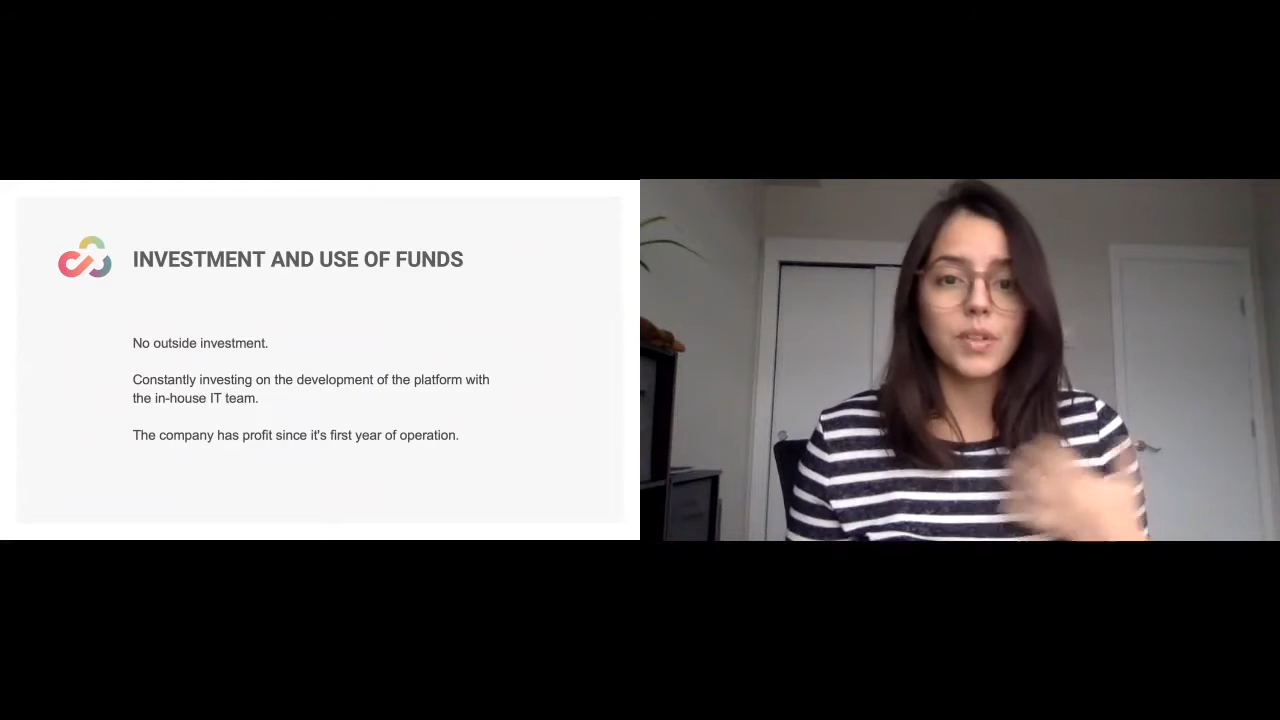 INVESTMENT AND USE OF FUNDS
No outside investment.
Constantly investing on the development of the platform with
the in-house IT team.
The company has profit since it's first year of operation.